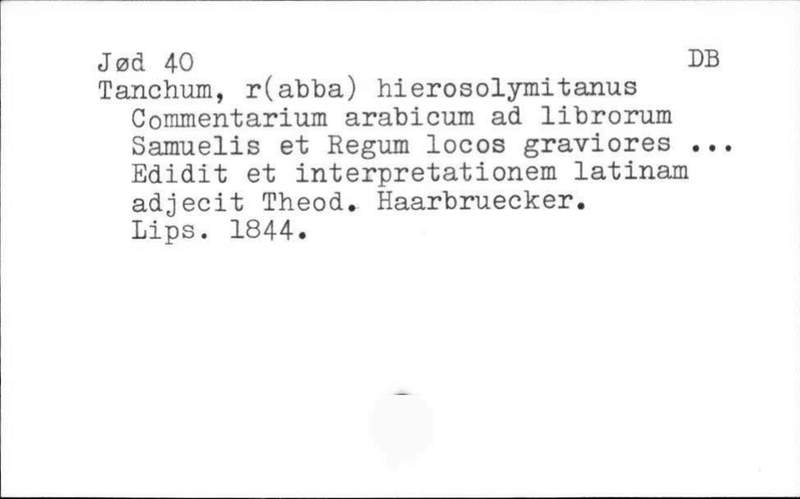 Jød 40 DB
Tanchum, r(abba) hierosolymitanus
Commentarium arabicum ad librorum
Samuelis et Regum locos graviores ...
Edidit et interpretationem latinam
adjecit Theod. Haarbruecker.
Lips. 1844.